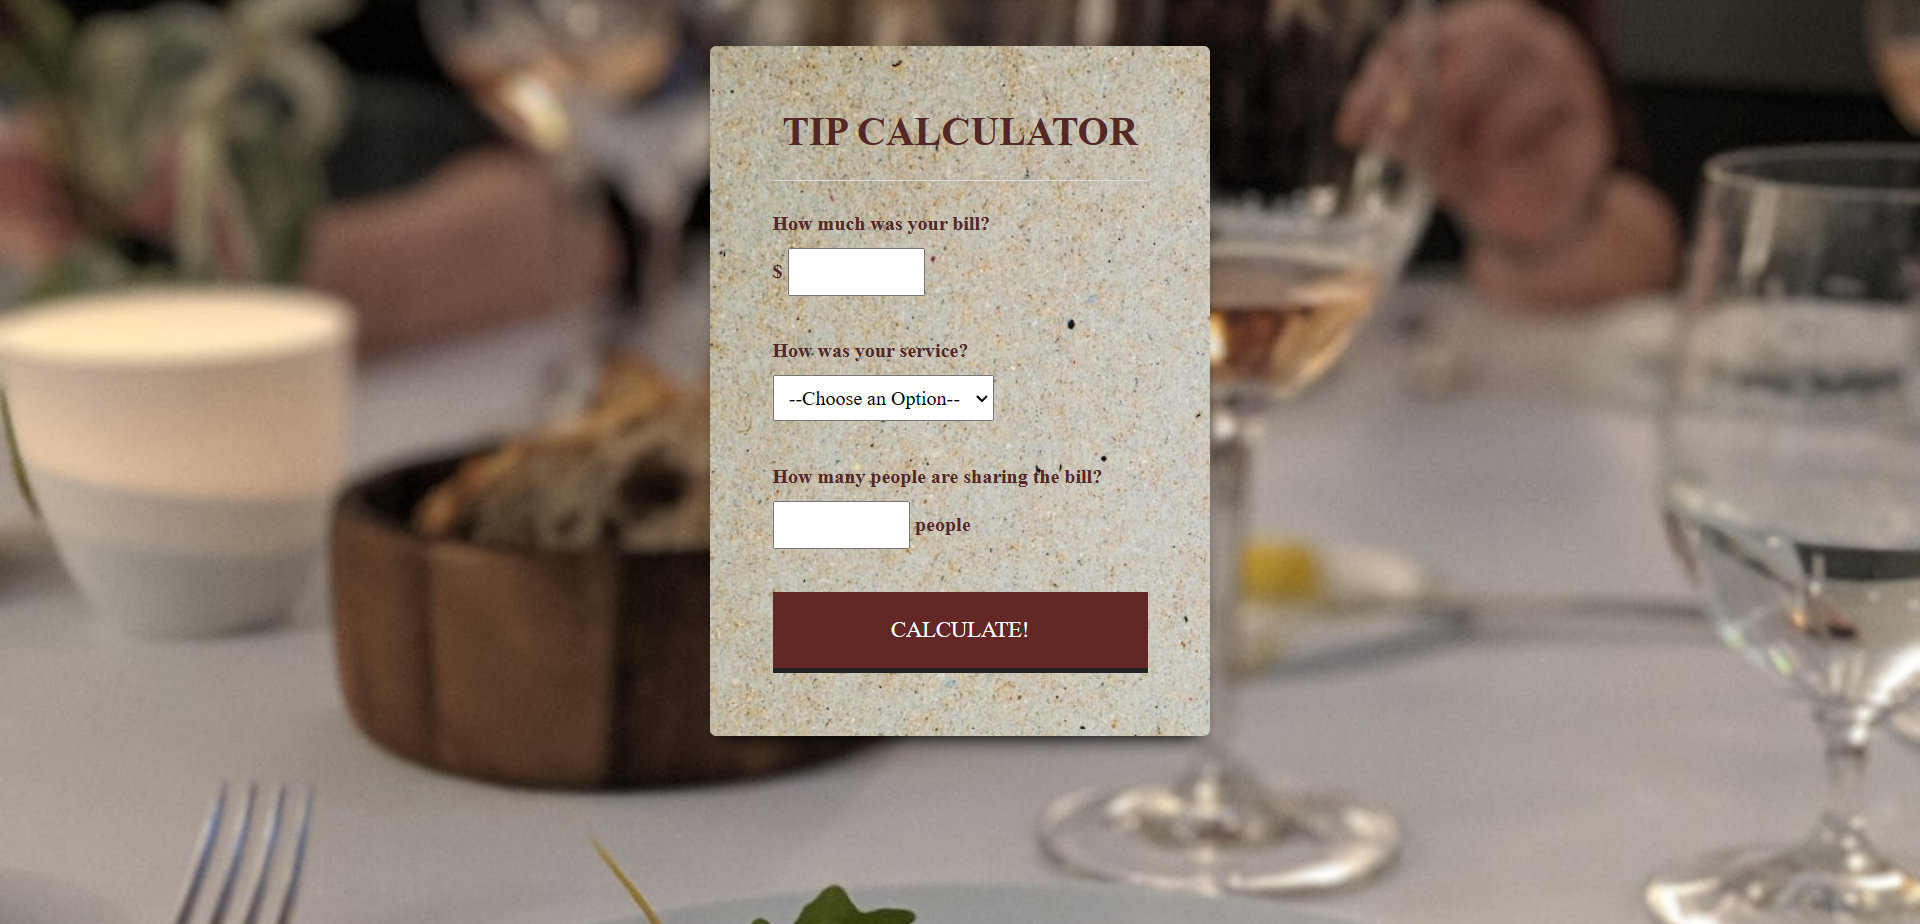 TIP CALCULATOR
How much was your bill?
$
How was your service?
--Choose an Option--
How many people are sharing the bill?
people
CALCULATE!